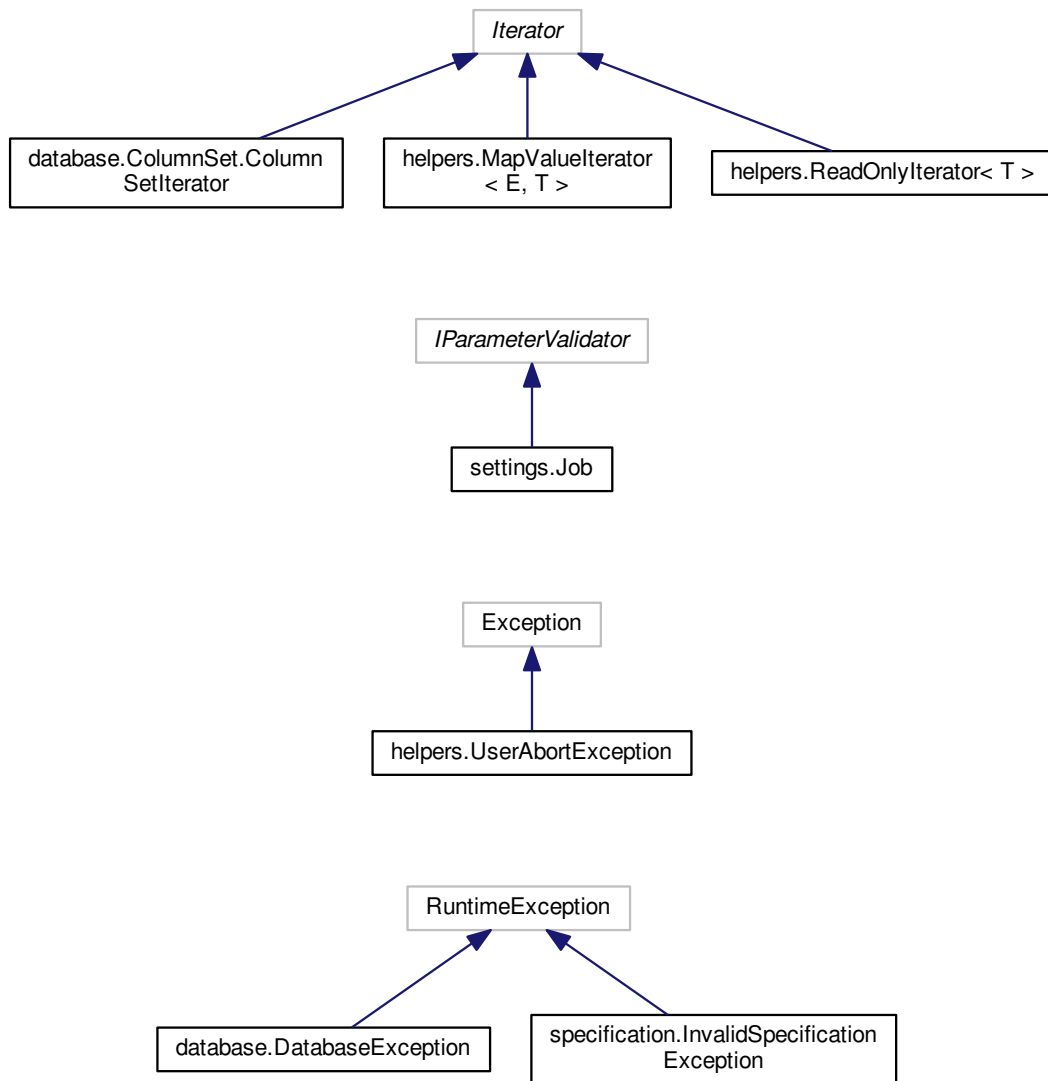 Iterator
database.ColumnSet.Column
SetIterator
helpers.MapValueIterator
< E, T >
helpers.ReadOnlyIterator< T >
IParameterValidator
settings.Job
Exception
helpers.UserAbortException
RuntimeException
database.DatabaseException
specification.InvalidSpecification
Exception